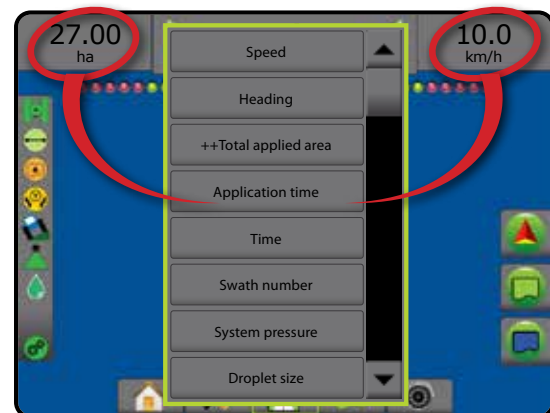 27.00
ha
10.0
km/h
Speed
Heading
++Total applied area
Application time
Time
Swath number
System pressure
Droplet size